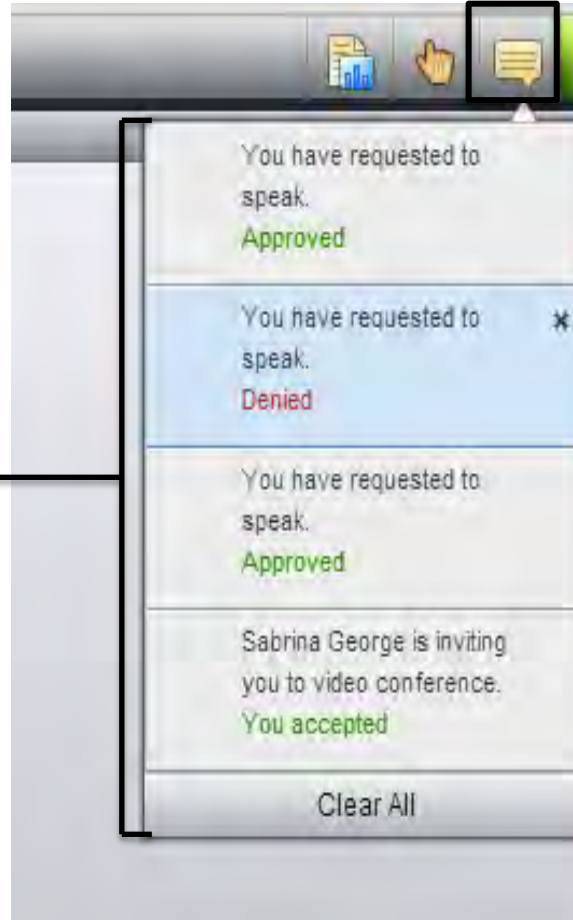 You have requested to
speak.
Approved
You have requested to
speak.
Denied
You have requested to
speak.
Approved
Sabrina George is inviting
you to video conference.
You accepted
Clear All